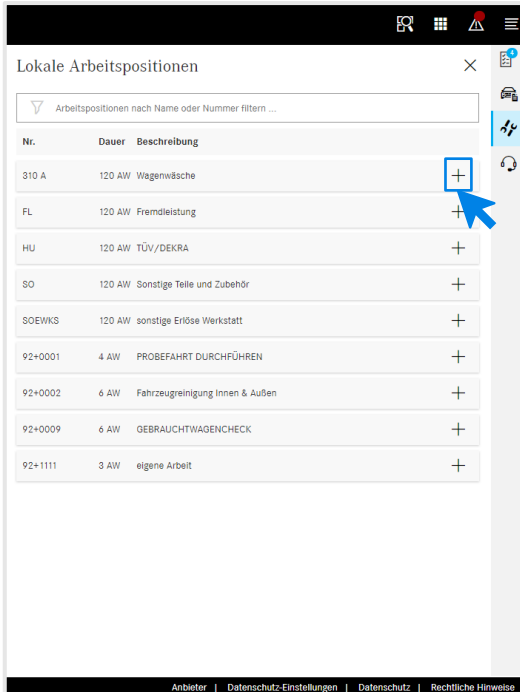 4
Lokale Arbeitspositionen
Arbeitspositionen nach Name oder Nummer filtern ...
Nr. Dauer Beschreibung
310 A 120 AW Wagenwäsche
FL 120 AW Fremdleistung
HU 120 AW TÜV/DEKRA
SO 120 AW Sonstige Teile und Zubehör
SOEWKS 120 AW sonstige Erlöse Werkstatt
92+0001 4 AW PROBEFAHRT DURCHFÜHREN
92+0002 6 AW Fahrzeugreinigung Innen & Außen
92+0009 6 AW GEBRAUCHTWAGENCHECK
92+1111 3 AW eigene Arbeit
Anbieter | Datenschutz-Einstellungen | Datenschutz | Rechtliche Hinweise